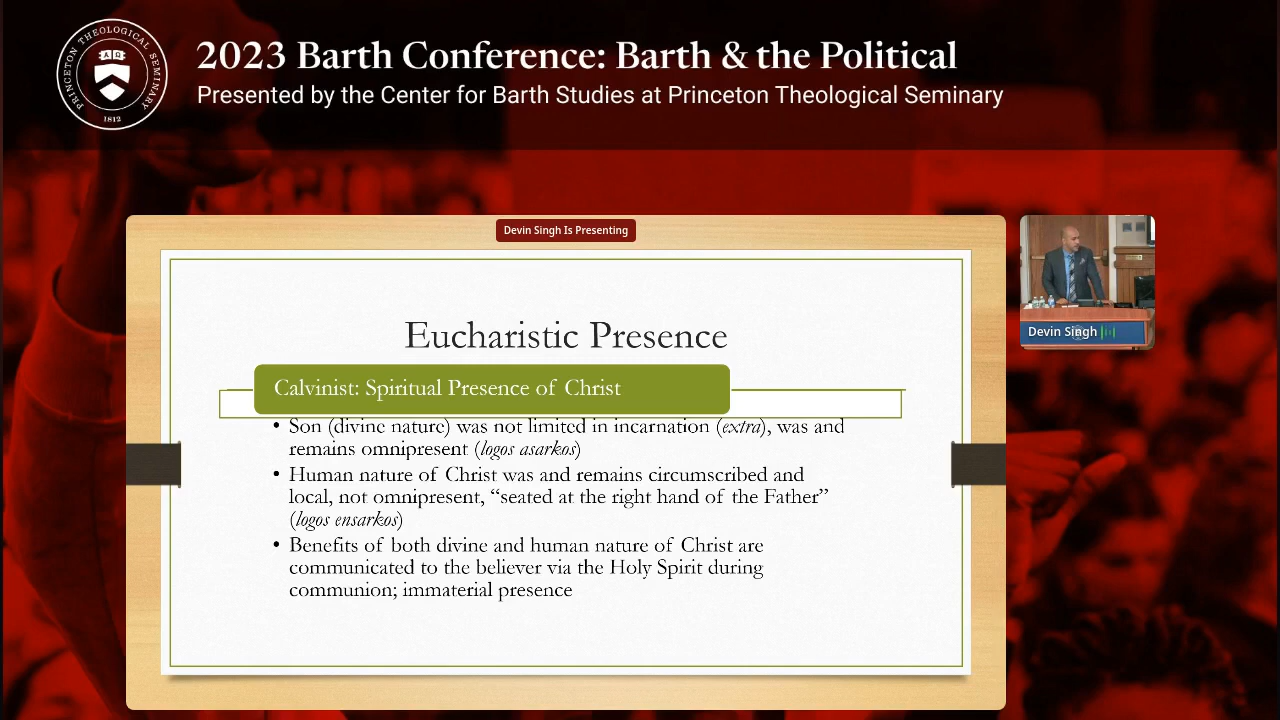 PRINCETON THEOLOGICAL SEMINARY
1812
2023 Barth Conference: Barth & the Political
Presented by the Center for Barth Studies at Princeton Theological Seminary
Devin Singh Is Presenting
Eucharistic Presence
Calvinist: Spiritual Presence of Christ
• Son (divine nature) was not limited in incarnation (extra), was and
remains omnipresent (logos asarkos)
• Human nature of Christ was and remains circumscribed and
local, not omnipresent, “seated at the right hand of the Father”
(logos ensarkos)
• Benefits of both divine and human nature of Christ are
communicated to the believer via the Holy Spirit during
communion; immaterial presence
Devin Singh